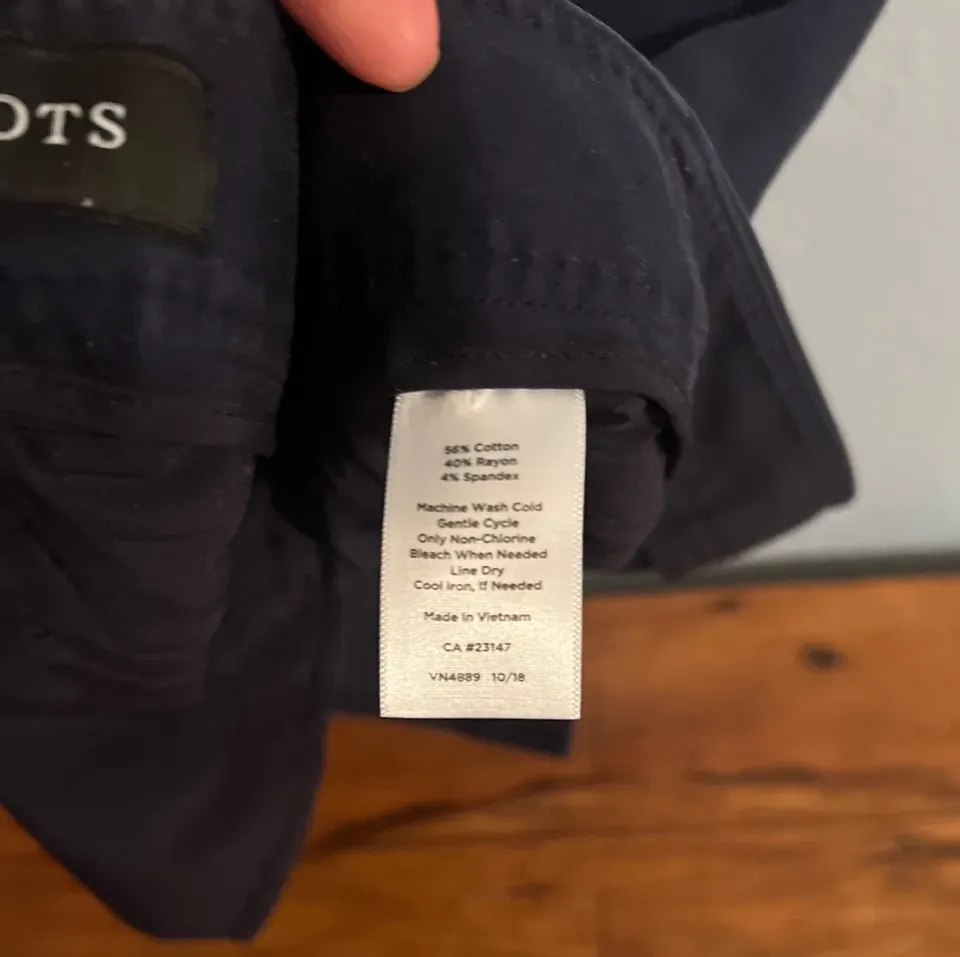 OTS
56% Cotton
40% Rayon
4% Spandex
Machine Wash Cold
Gentle Cycle
Only Non-Chlorine
Bleach When Needed
Line Dry
Cool Iron, If Needed
Made in Vietnam
CA #23147
VN4889 10/18